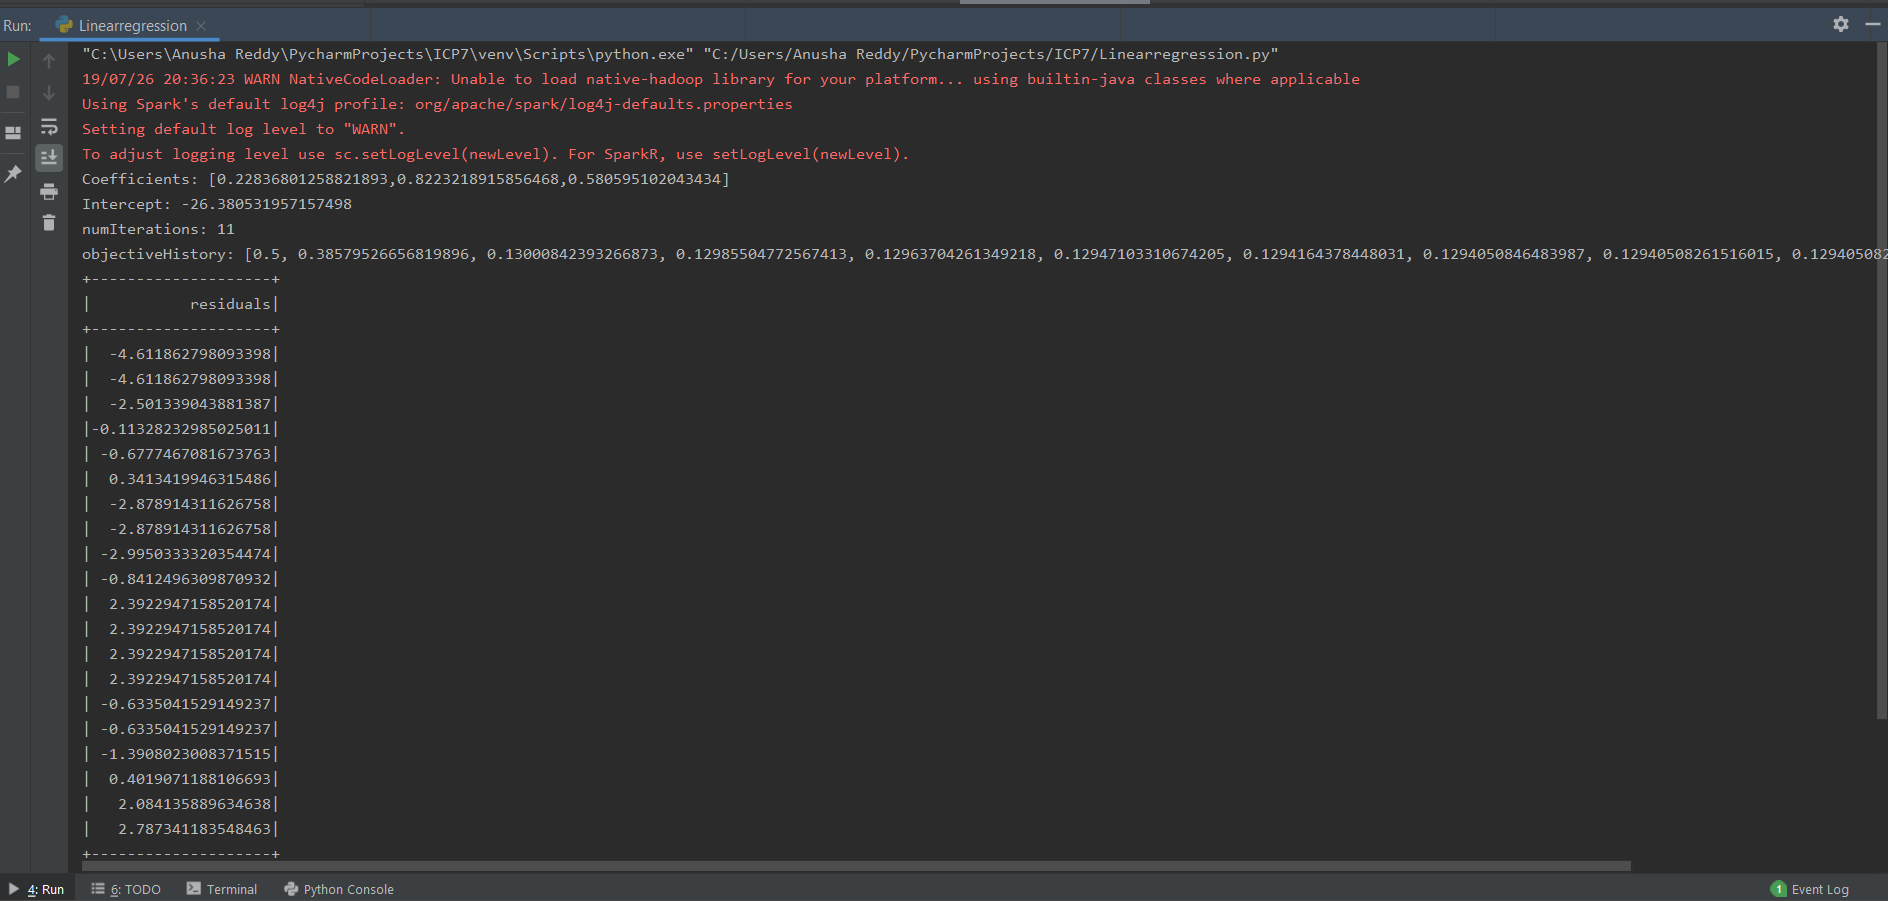 Run: Linearregression
"C:\Users\Anusha Reddy\PycharmProjects\ICP7\venv\Scripts\python.exe" "C:/Users/Anusha Reddy/PycharmProjects/ICP7/Linearregression.py"
19/07/26 20:36:23 WARN NativeCodeLoader: Unable to load native-hadoop library for your platform... using builtin-java classes where applicable
Using Spark's default log4j profile: org/apache/spark/log4j-defaults.properties
Setting default log level to "WARN".
To adjust logging level use sc.setLogLevel(newLevel). For SparkR, use setLogLevel(newLevel).
Coefficients: [0.22836801258821893,0.8223218915856468,0.580595102043434]
Intercept: -26.380531957157498
numIterations: 11
objectiveHistory: [0.5, 0.38579526656819896, 0.13000842393266873, 0.12985504772567413, 0.12963704261349218, 0.12947103310674205, 0.1294164378448031, 0.1294050846483987, 0.12940508261516015, 0.129405082
+--------------------+
|           residuals|
+--------------------+
|  -4.611862798093398|
|  -4.611862798093398|
|  -2.501339043881387|
|-0.11328232985025011|
| -0.6777467081673763|
|  0.3413419946315486|
|  -2.878914311626758|
|  -2.878914311626758|
| -2.9950333320354474|
| -0.8412496309870932|
|  2.3922947158520174|
|  2.3922947158520174|
|  2.3922947158520174|
|  2.3922947158520174|
| -0.6335041529149237|
| -0.6335041529149237|
| -1.3908023008371515|
|  0.4019071188106693|
|   2.084135889634638|
|   2.787341183548463|
+--------------------+
4: Run 6: TODO Terminal Python Console 1 Event Log